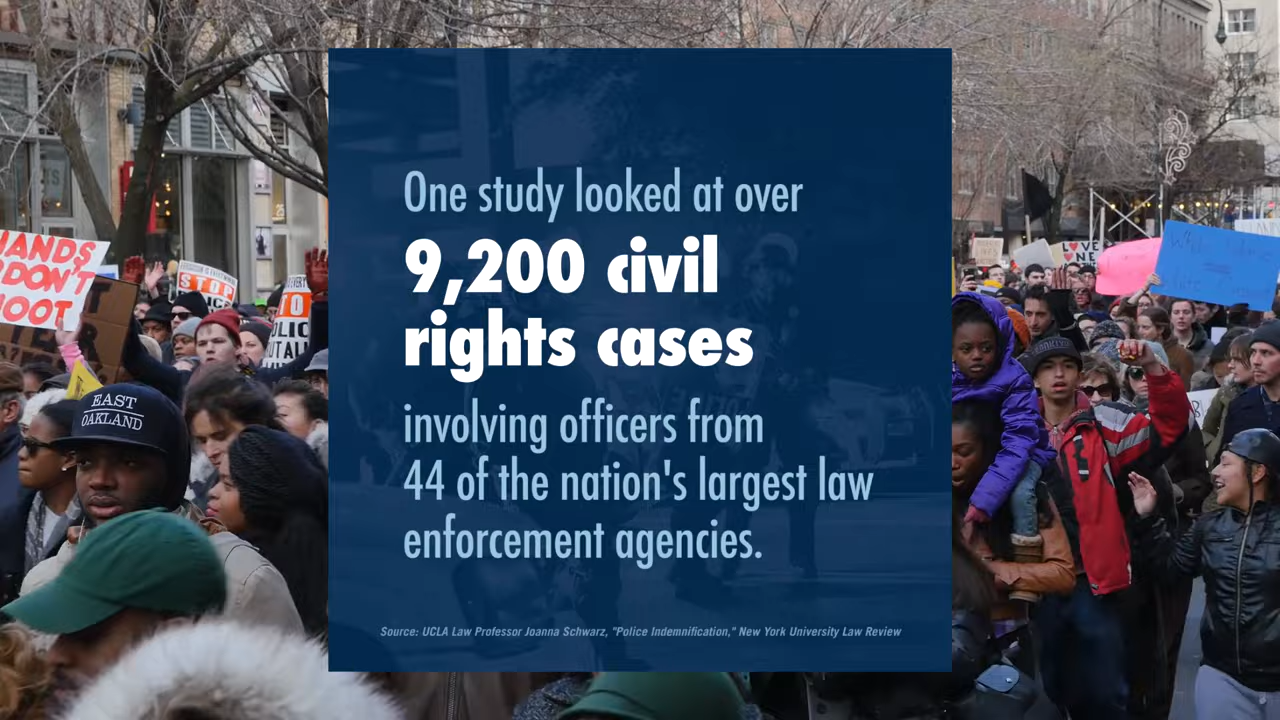 One study looked at over
9,200 civil
rights cases
involving officers from
44 of the nation's largest law
enforcement agencies.
Source: UCLA Law Professor Joanna Schwarz, "Police Indemnification," New York University Law Review
HANDS
DON'T
STOP
EAST
OAKLAND
LOVE
BROOKLYN